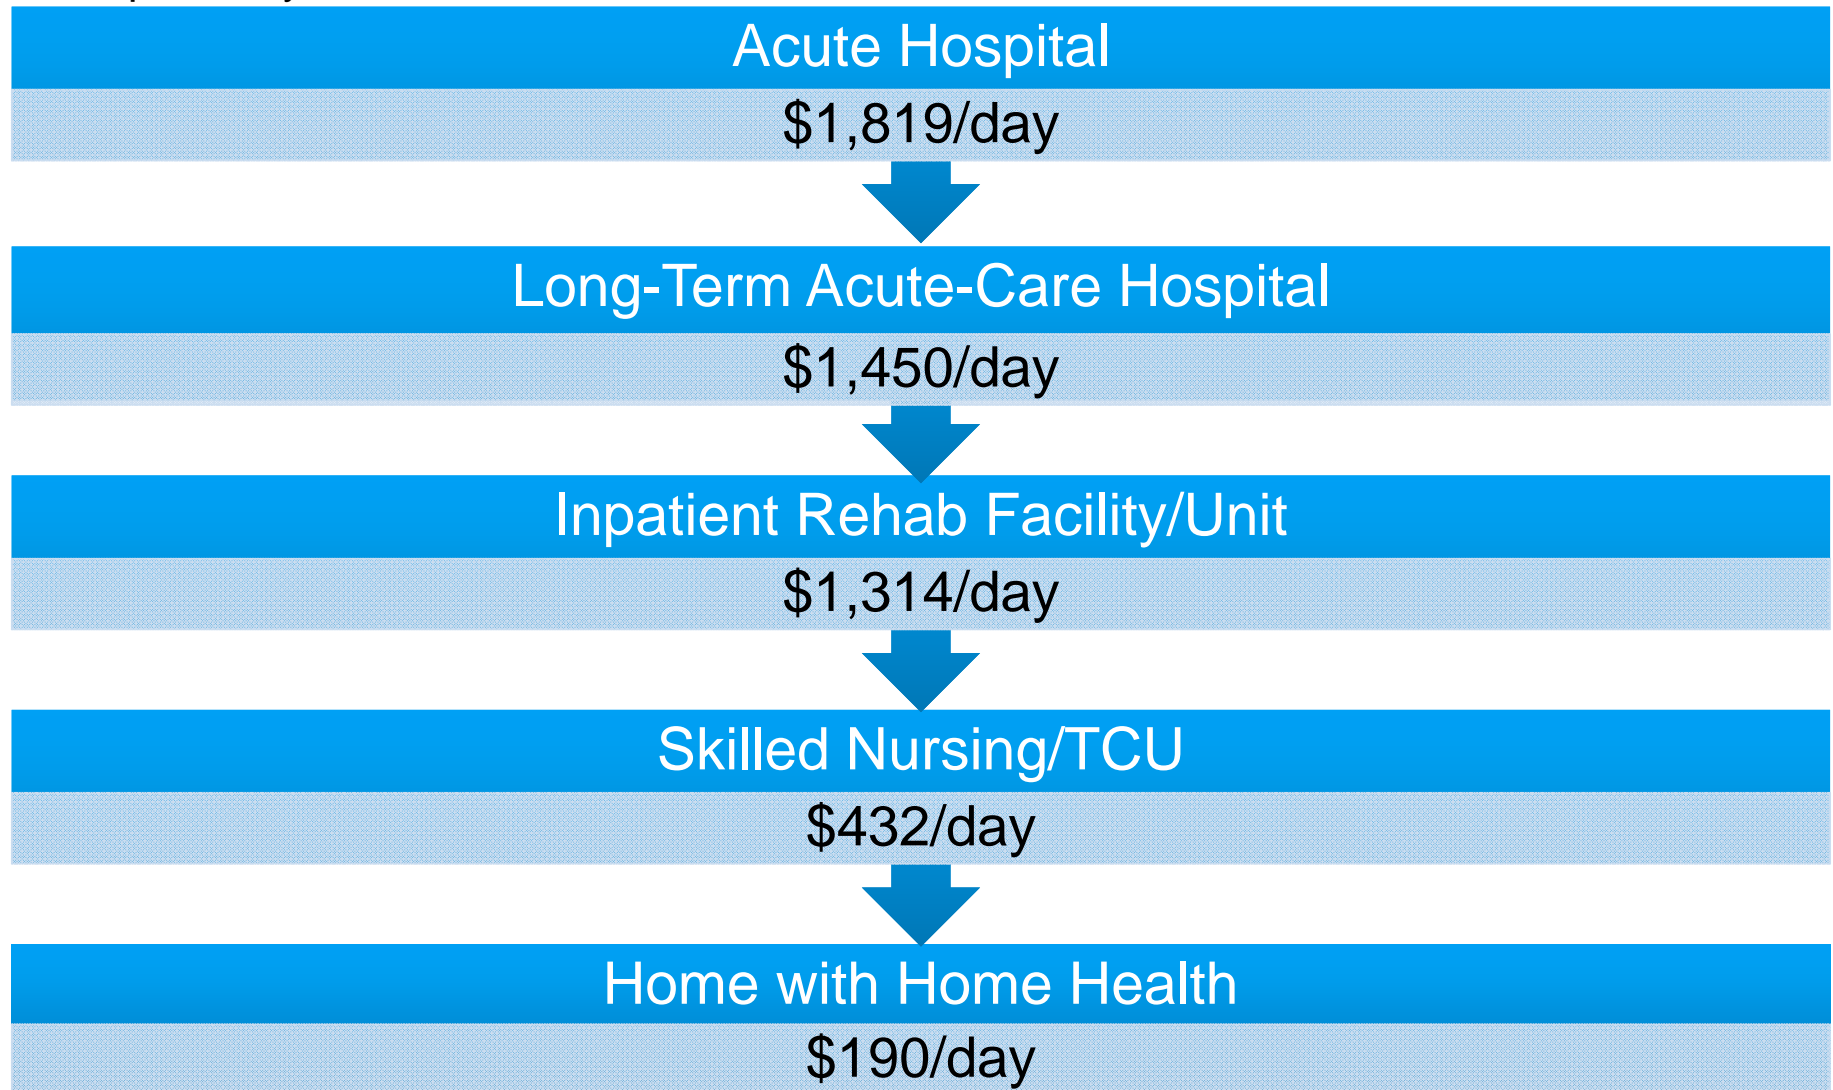 Acute Hospital
$1,819/day
Long-Term Acute-Care Hospital
$1,450/day
Inpatient Rehab Facility/Unit
$1,314/day
Skilled Nursing/TCU
$432/day
Home with Home Health
$190/day